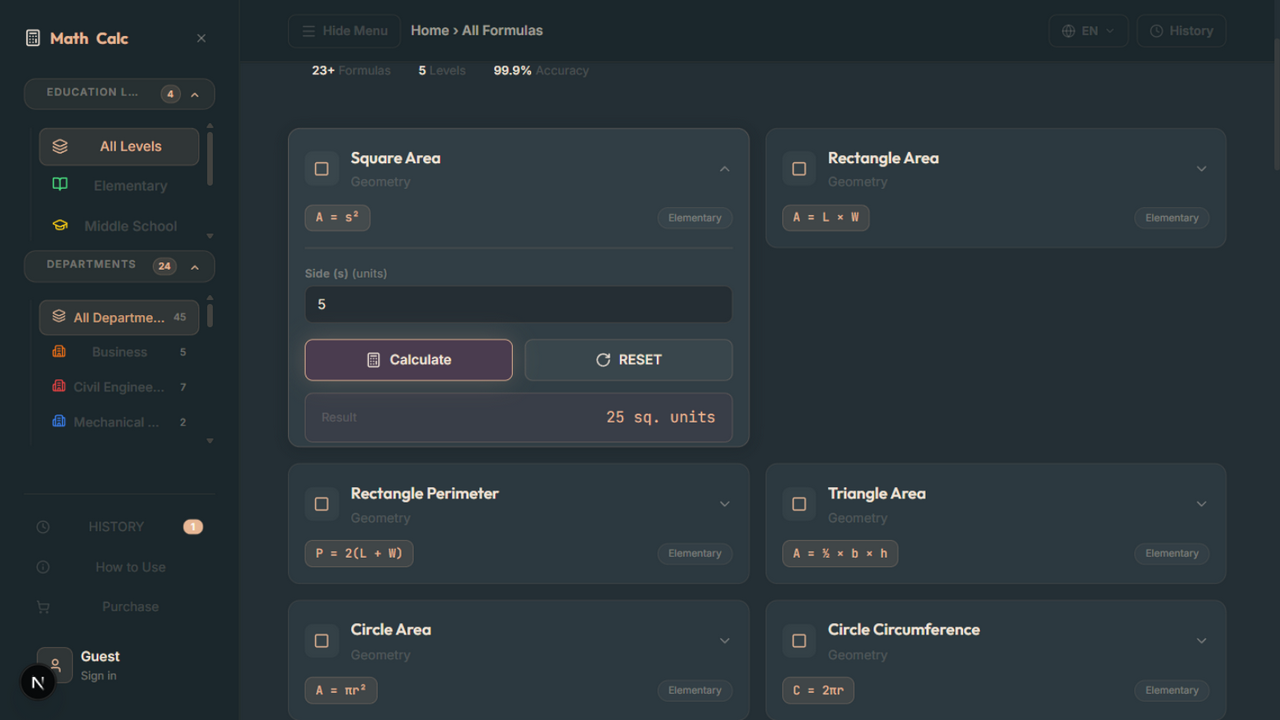 Math Calc
EDUCATION L...
4
All Levels
Elementary
Middle School
DEPARTMENTS
24
All Departme...
45
Business
5
Civil Enginee...
7
Mechanical ...
2
HISTORY
1
How to Use
Purchase
Guest
Sign in
N
Hide Menu
Home › All Formulas
EN
History
23+ Formulas
5 Levels
99.9% Accuracy
Square Area
Geometry
A = s²
Elementary
Side (s) (units)
5
Calculate
RESET
Result
25 sq. units
Rectangle Area
Geometry
A = L × W
Elementary
Rectangle Perimeter
Geometry
P = 2(L + W)
Elementary
Triangle Area
Geometry
A = ½ × b × h
Elementary
Circle Area
Geometry
A = πr²
Elementary
Circle Circumference
Geometry
C = 2πr
Elementary